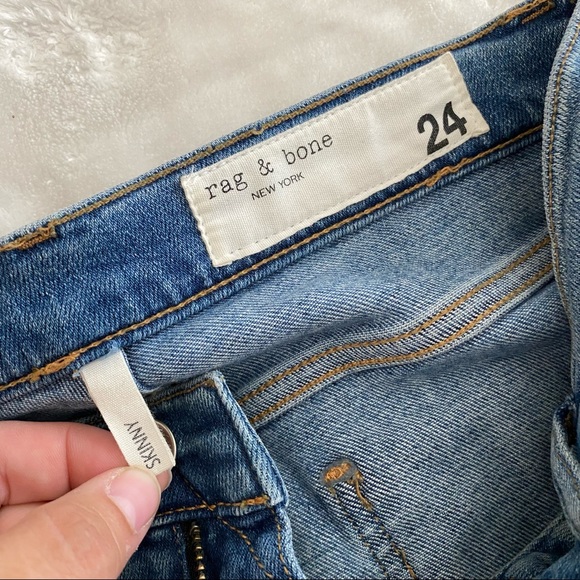 rag & bone
NEW YORK
24
SKINNY